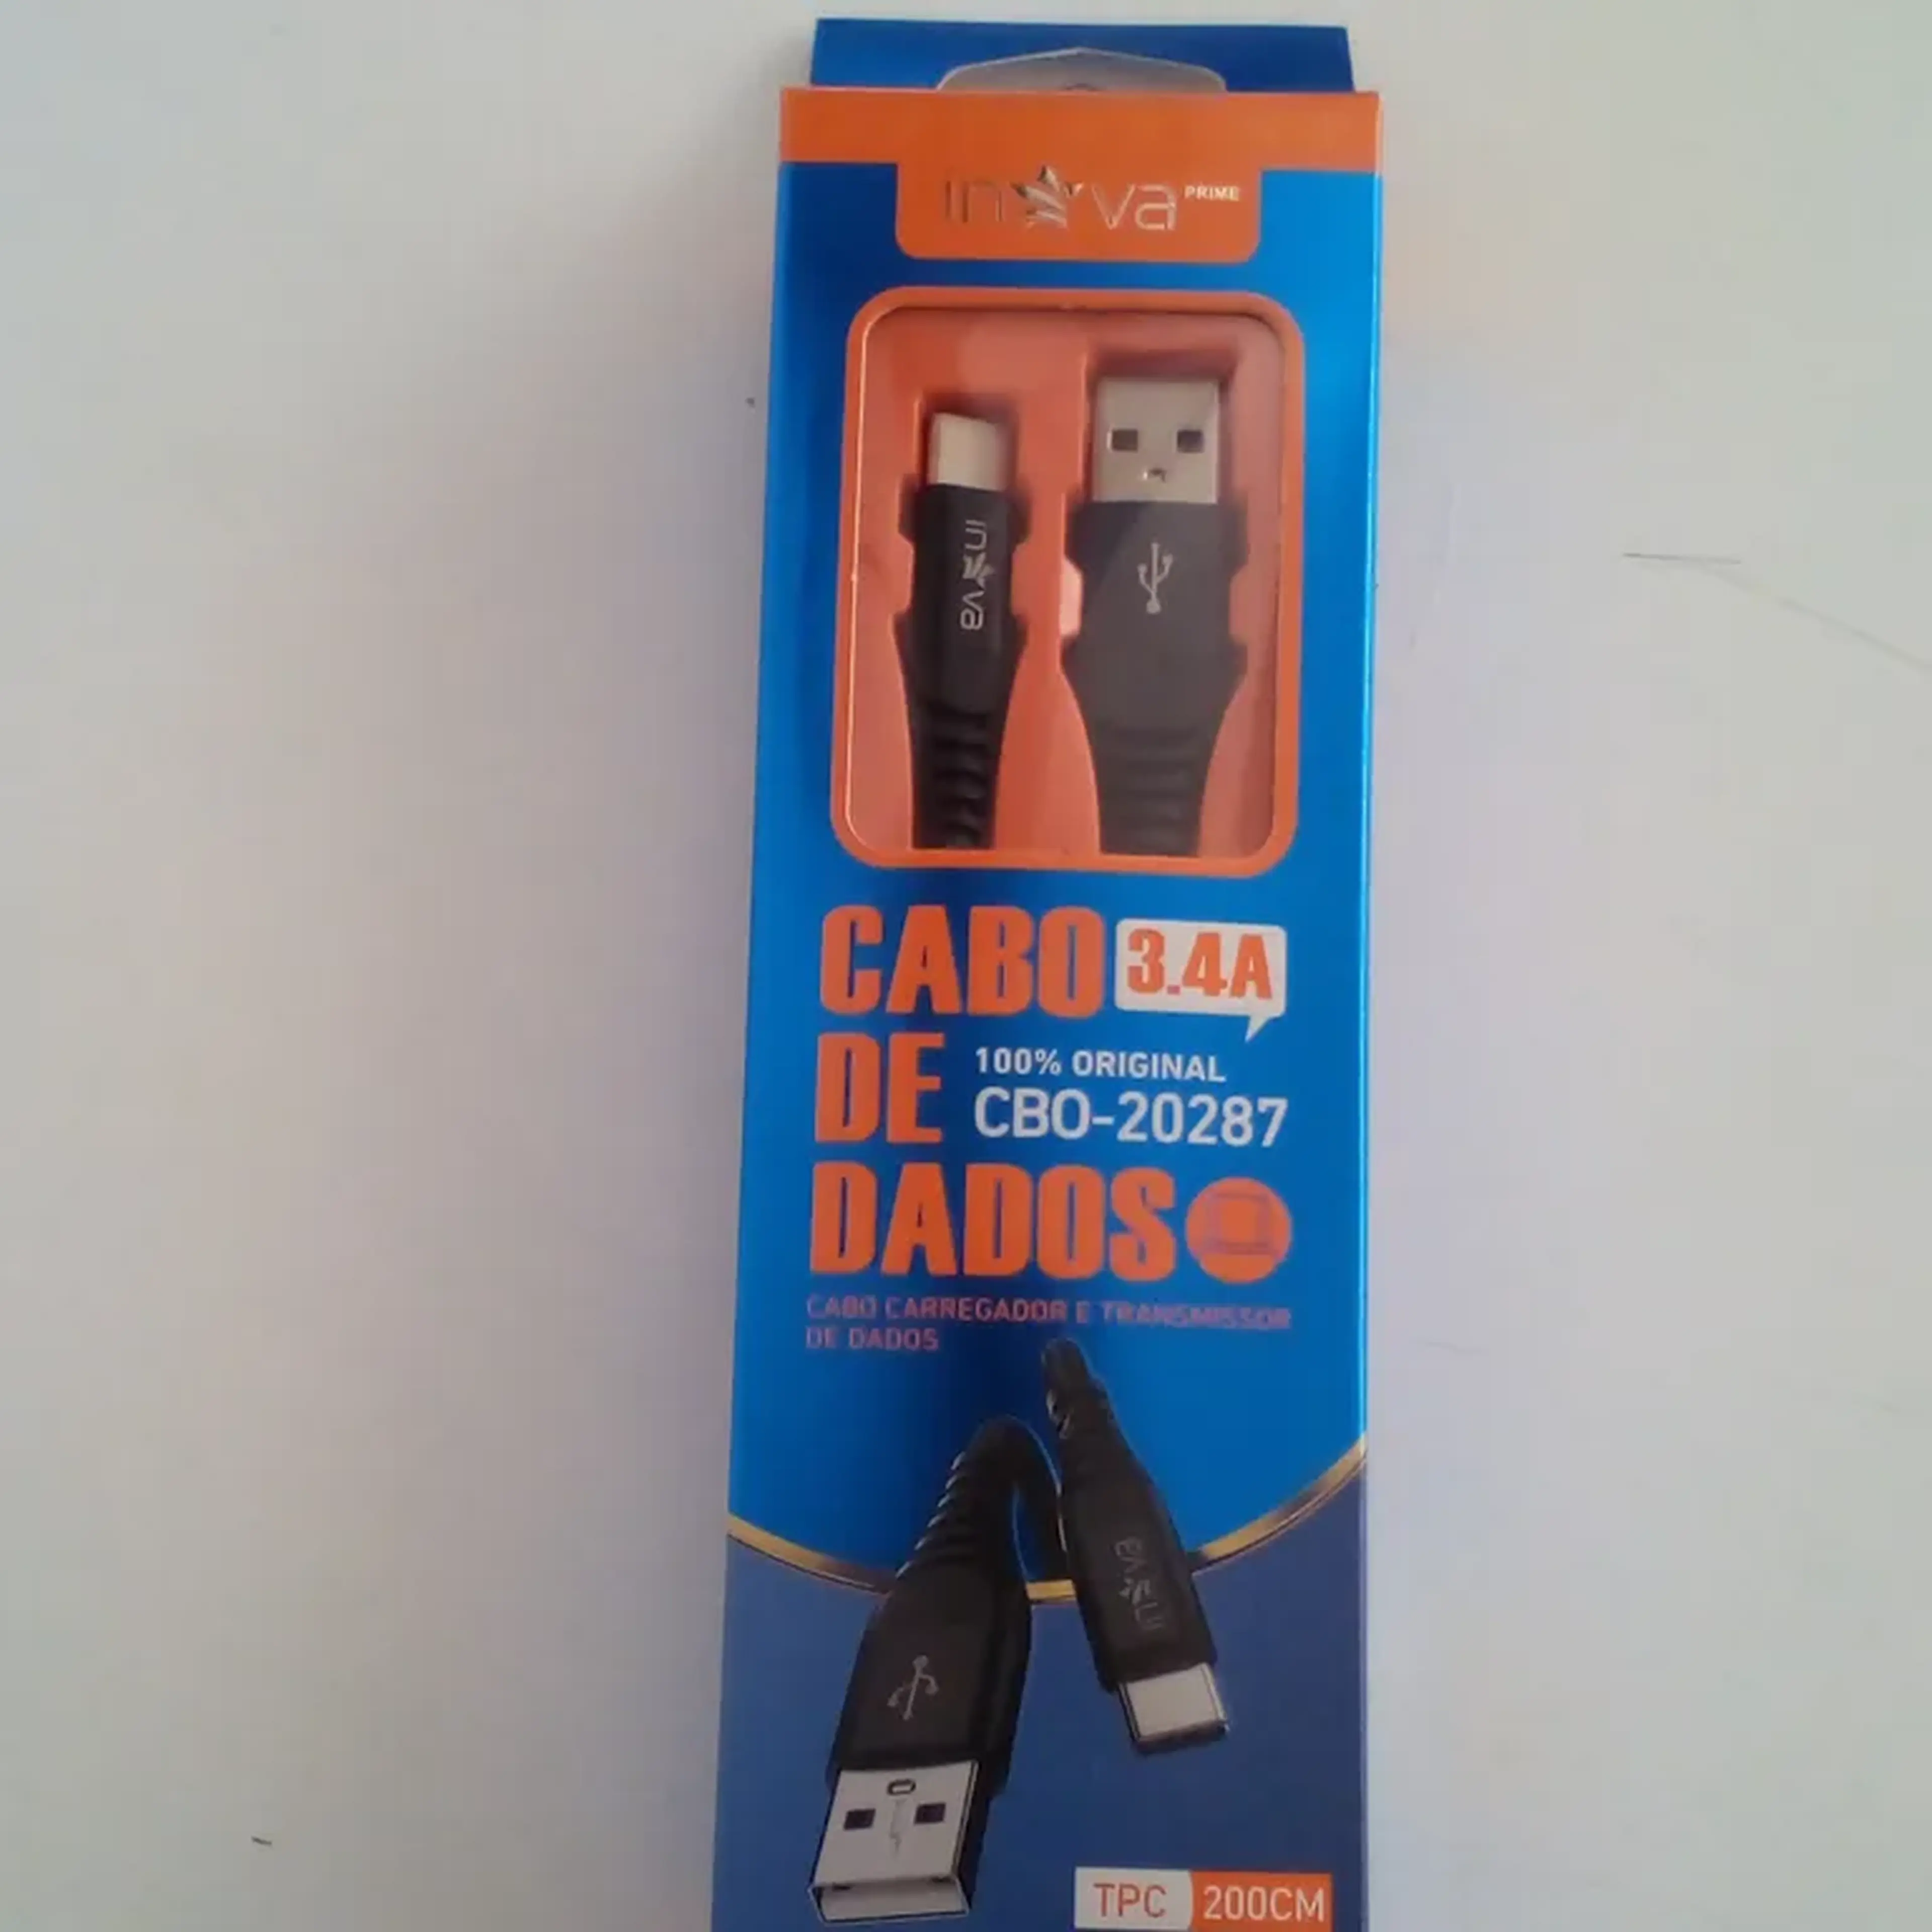 inova PRIME
inova
CABO 3.4A
DE 100% ORIGINAL
CBO-20287
DADOS
CABO CARREGADOR E TRANSMISSOR
DE DADOS
inova
TPC 200CM